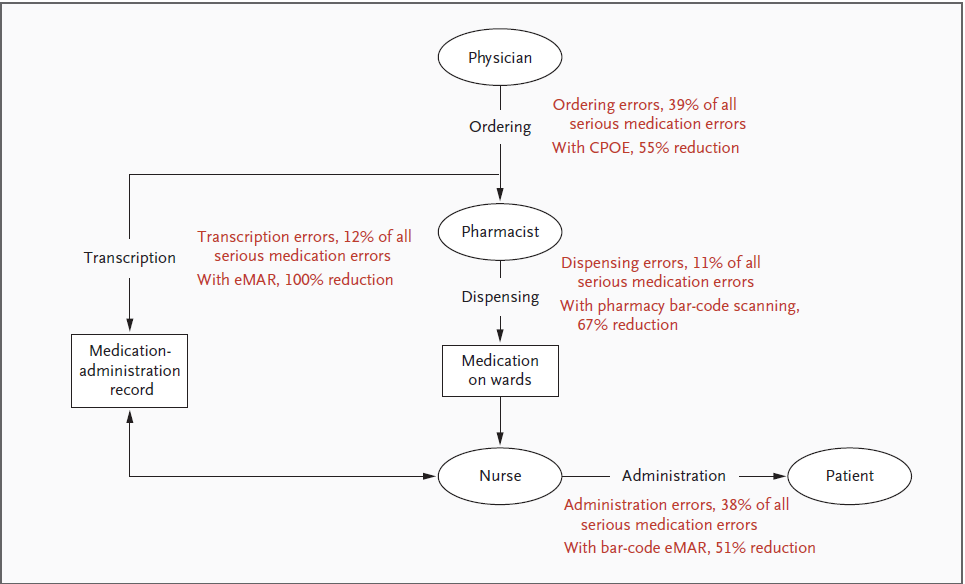 Physician
Ordering
Ordering errors, 39% of all
serious medication errors
With CPOE, 55% reduction
Pharmacist
Transcription
Transcription errors, 12% of all
serious medication errors
With eMAR, 100% reduction
Dispensing
Dispensing errors, 11% of all
serious medication errors
With pharmacy bar-code scanning,
67% reduction
Medication-
administration
record
Medication
on wards
Nurse
Administration
Patient
Administration errors, 38% of all
serious medication errors
With bar-code eMAR, 51% reduction